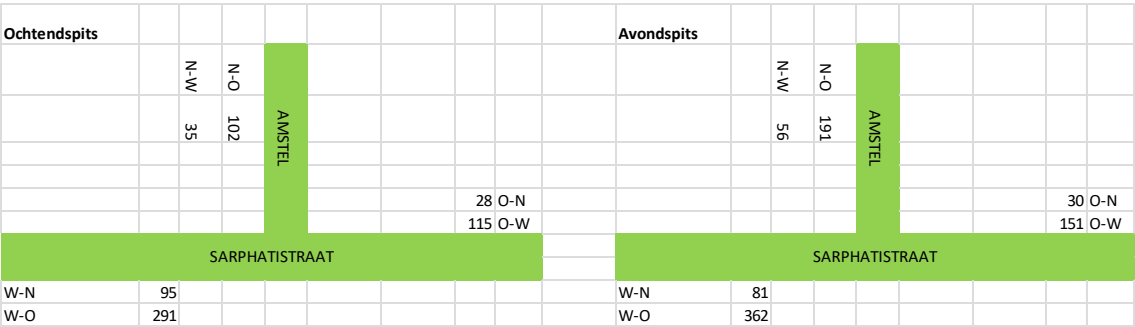 Ochtendspits
N-W 35
N-O 102
AMSTEL
28 O-N
115 O-W
SARPHATISTRAAT
W-N 95
W-O 291
Avondspits
N-W 56
N-O 191
AMSTEL
30 O-N
151 O-W
SARPHATISTRAAT
W-N 81
W-O 362